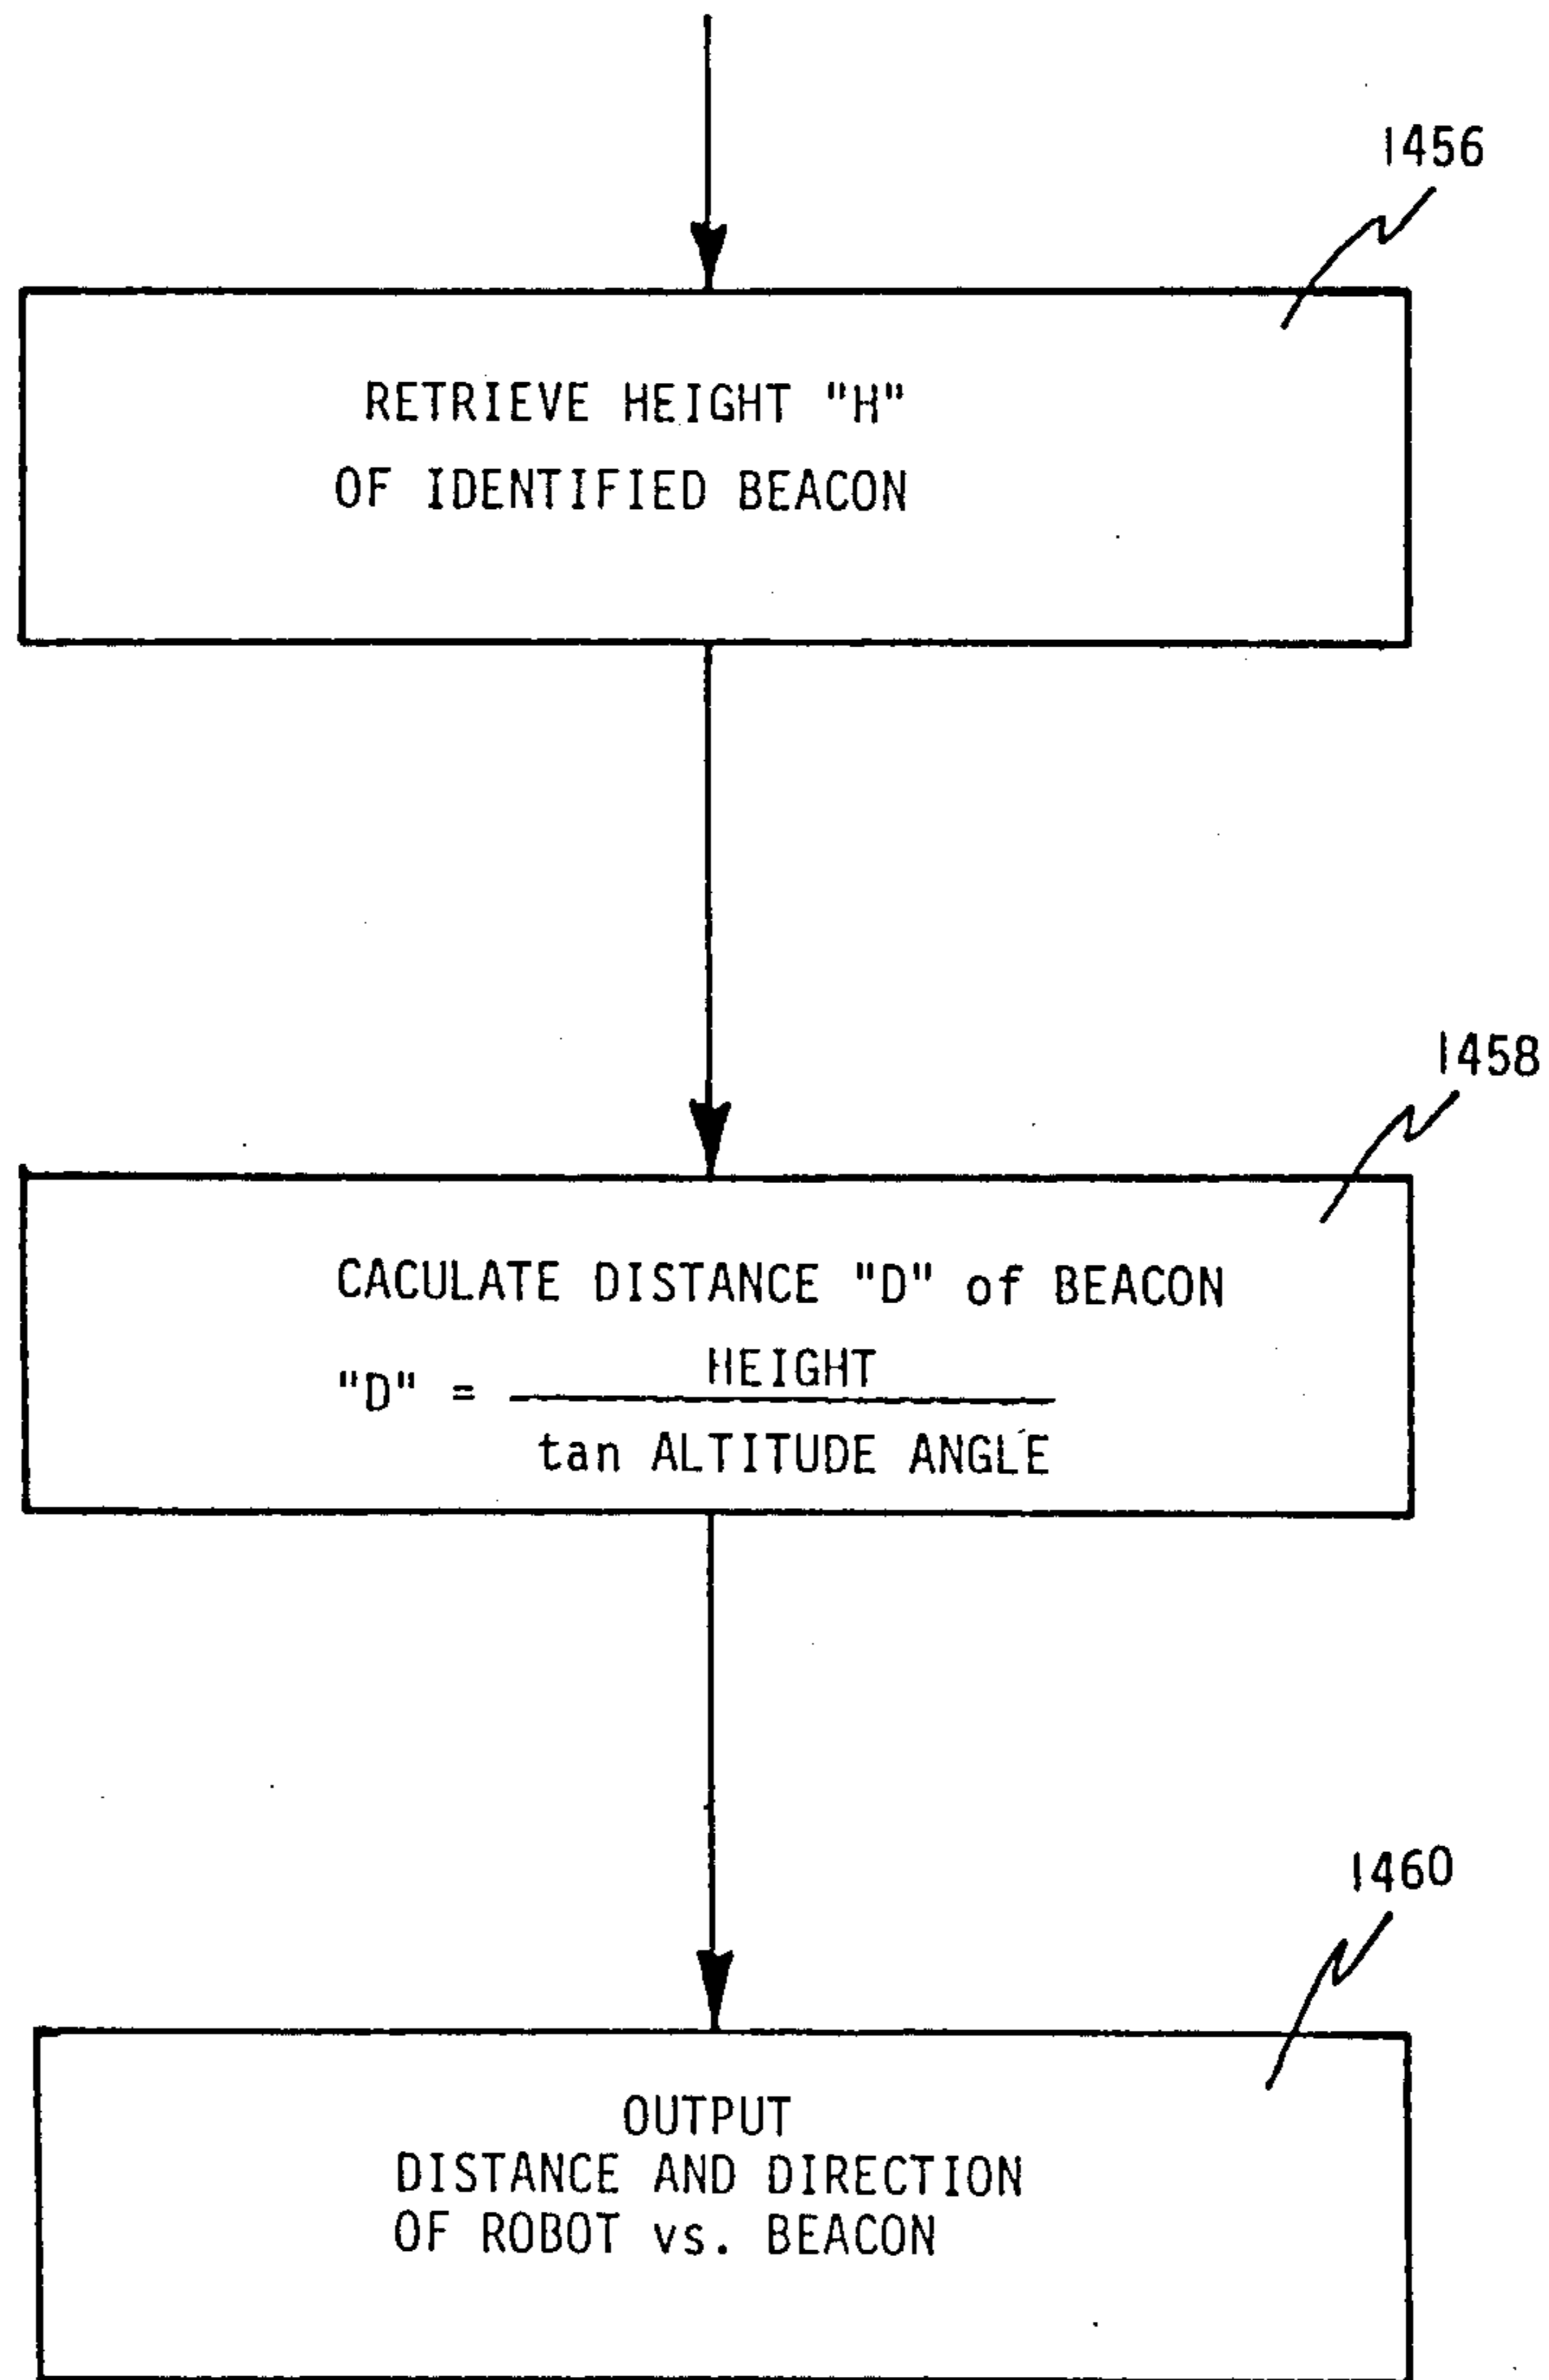 1456
RETRIEVE HEIGHT "H"
OF IDENTIFIED BEACON
1458
CACULATE DISTANCE "D" of BEACON
"D" = HEIGHT
tan ALTITUDE ANGLE
1460
OUTPUT
DISTANCE AND DIRECTION
OF ROBOT vs. BEACON